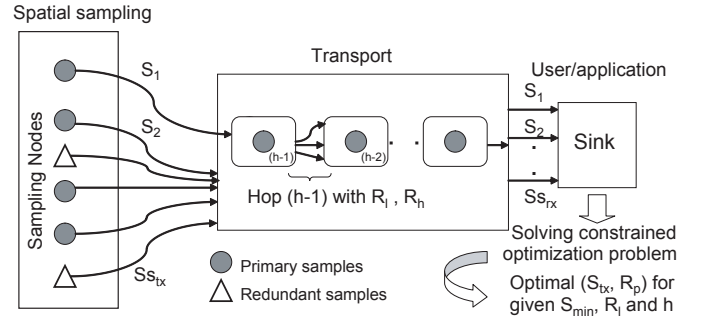 Spatial sampling
Transport
User/application
Sampling Nodes
S1
S2
Sstx
(h-1)
(h-2)
. .
Hop (h-1) with Rl , Rh
S1
S2
.
.
Ssrx
Sink
Primary samples
Redundant samples
Solving constrained
optimization problem
Optimal (Stx, Rp) for
given Smin, Rl and h